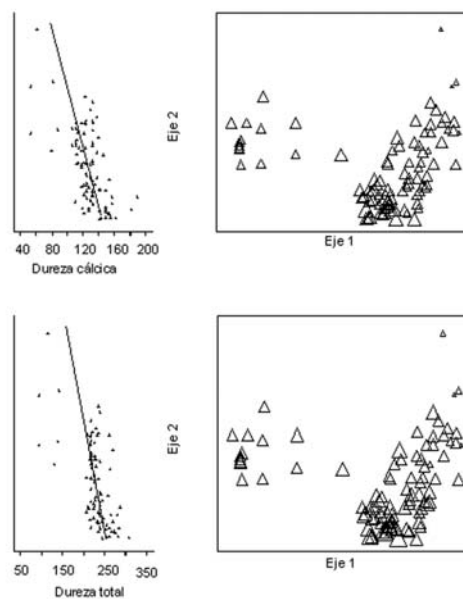 Eje 2
40 80 120 160 200
Dureza cálcica
Eje 1
Eje 2
50 150 250 350
Dureza total
Eje 1